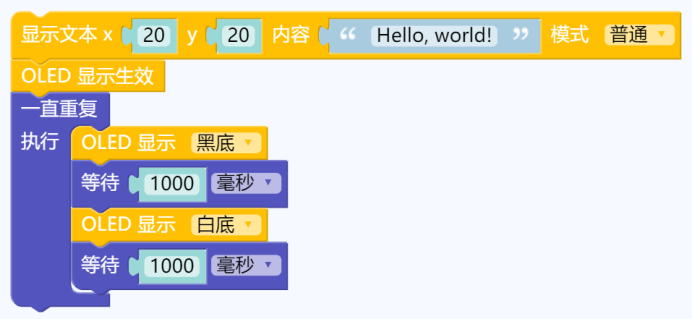 显示文本 x 20 y 20 内容 “ Hello, world! ” 模式 普通
OLED 显示生效
一直重复
执行 OLED 显示 黑底
等待 1000 毫秒
OLED 显示 白底
等待 1000 毫秒